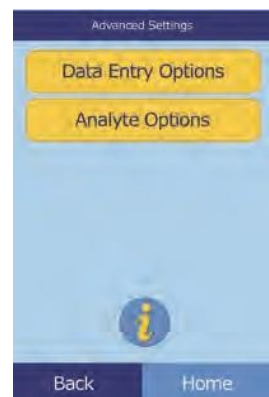 Advanced Settings
Data Entry Options
Analyte Options
i
Back Home